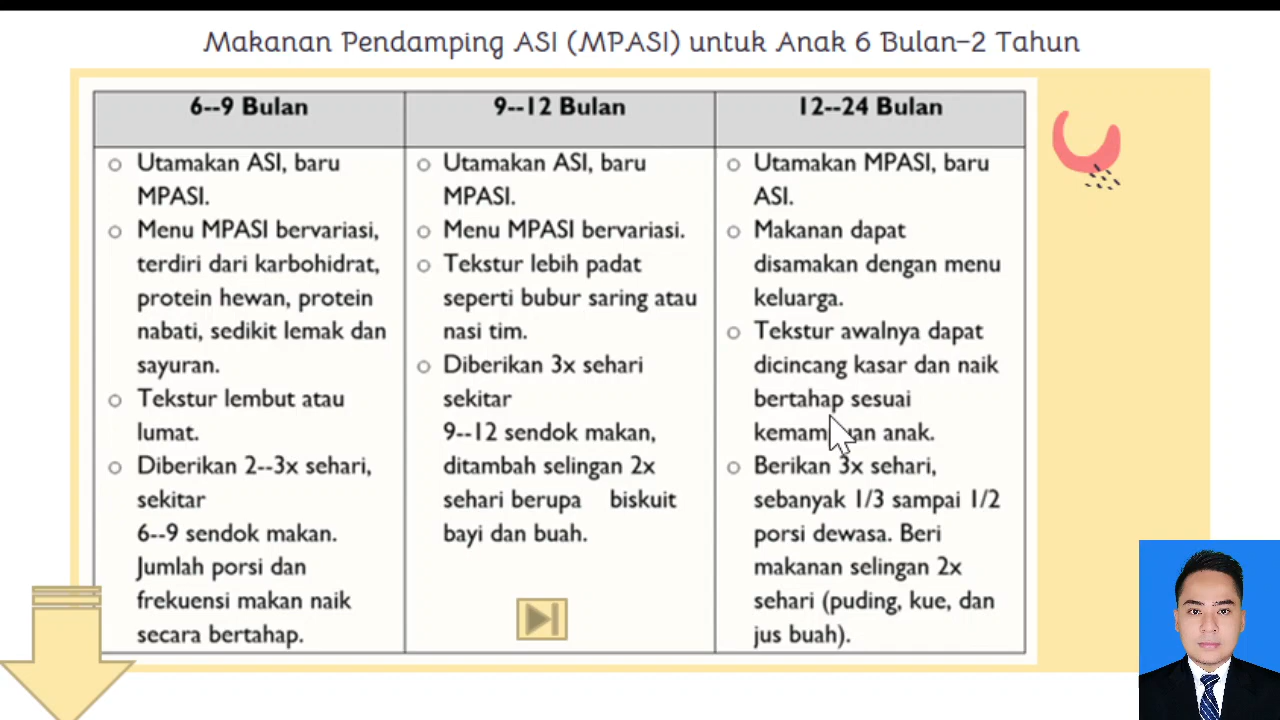 Makanan Pendamping ASI (MPASI) untuk Anak 6 Bulan–2 Tahun
6--9 Bulan
Utamakan ASI, baru
MPASI.
Menu MPASI bervariasi,
terdiri dari karbohidrat,
protein hewan, protein
nabati, sedikit lemak dan
sayuran.
Tekstur lembut atau
lumat.
Diberikan 2--3x sehari,
sekitar
6--9 sendok makan.
Jumlah porsi dan
frekuensi makan naik
secara bertahap.
9--12 Bulan
Utamakan ASI, baru
MPASI.
Menu MPASI bervariasi.
Tekstur lebih padat
seperti bubur saring atau
nasi tim.
Diberikan 3x sehari
sekitar
9--12 sendok makan,
ditambah selingan 2x
sehari berupa biskuit
bayi dan buah.
12--24 Bulan
Utamakan MPASI, baru
ASI.
Makanan dapat
disamakan dengan menu
keluarga.
Tekstur awalnya dapat
dicincang kasar dan naik
bertahap sesuai
anak.
Berikan 3x sehari,
sebanyak 1/3 sampai 1/2
porsi dewasa. Beri
makanan selingan 2x
sehari (puding, kue, dan
jus buah).